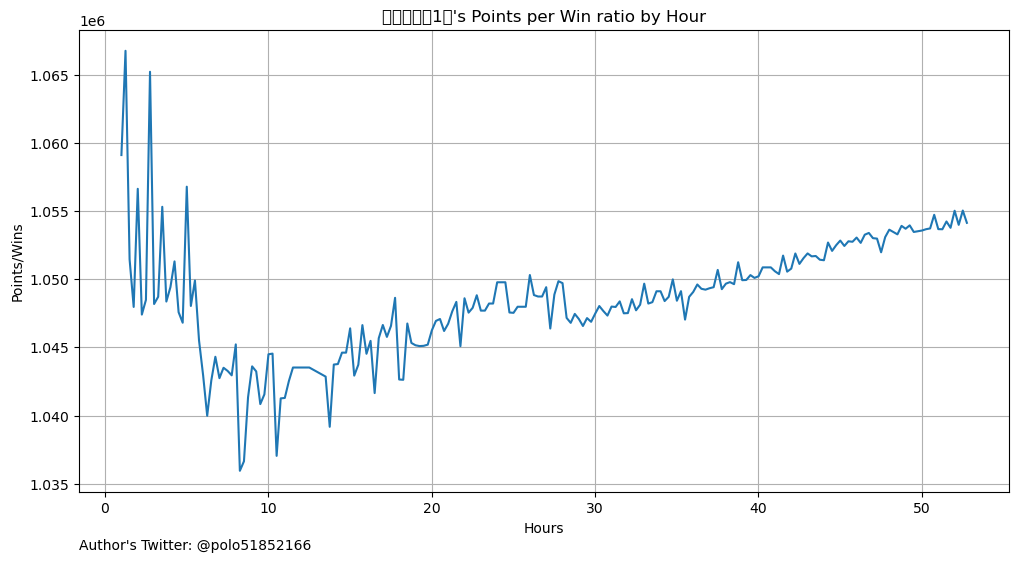 1's Points per Win ratio by Hour
1e6
1.065
1.060
1.055
1.050
1.045
1.040
1.035
Points/Wins
0 10 20 30 40 50
Hours
Author's Twitter: @polo51852166